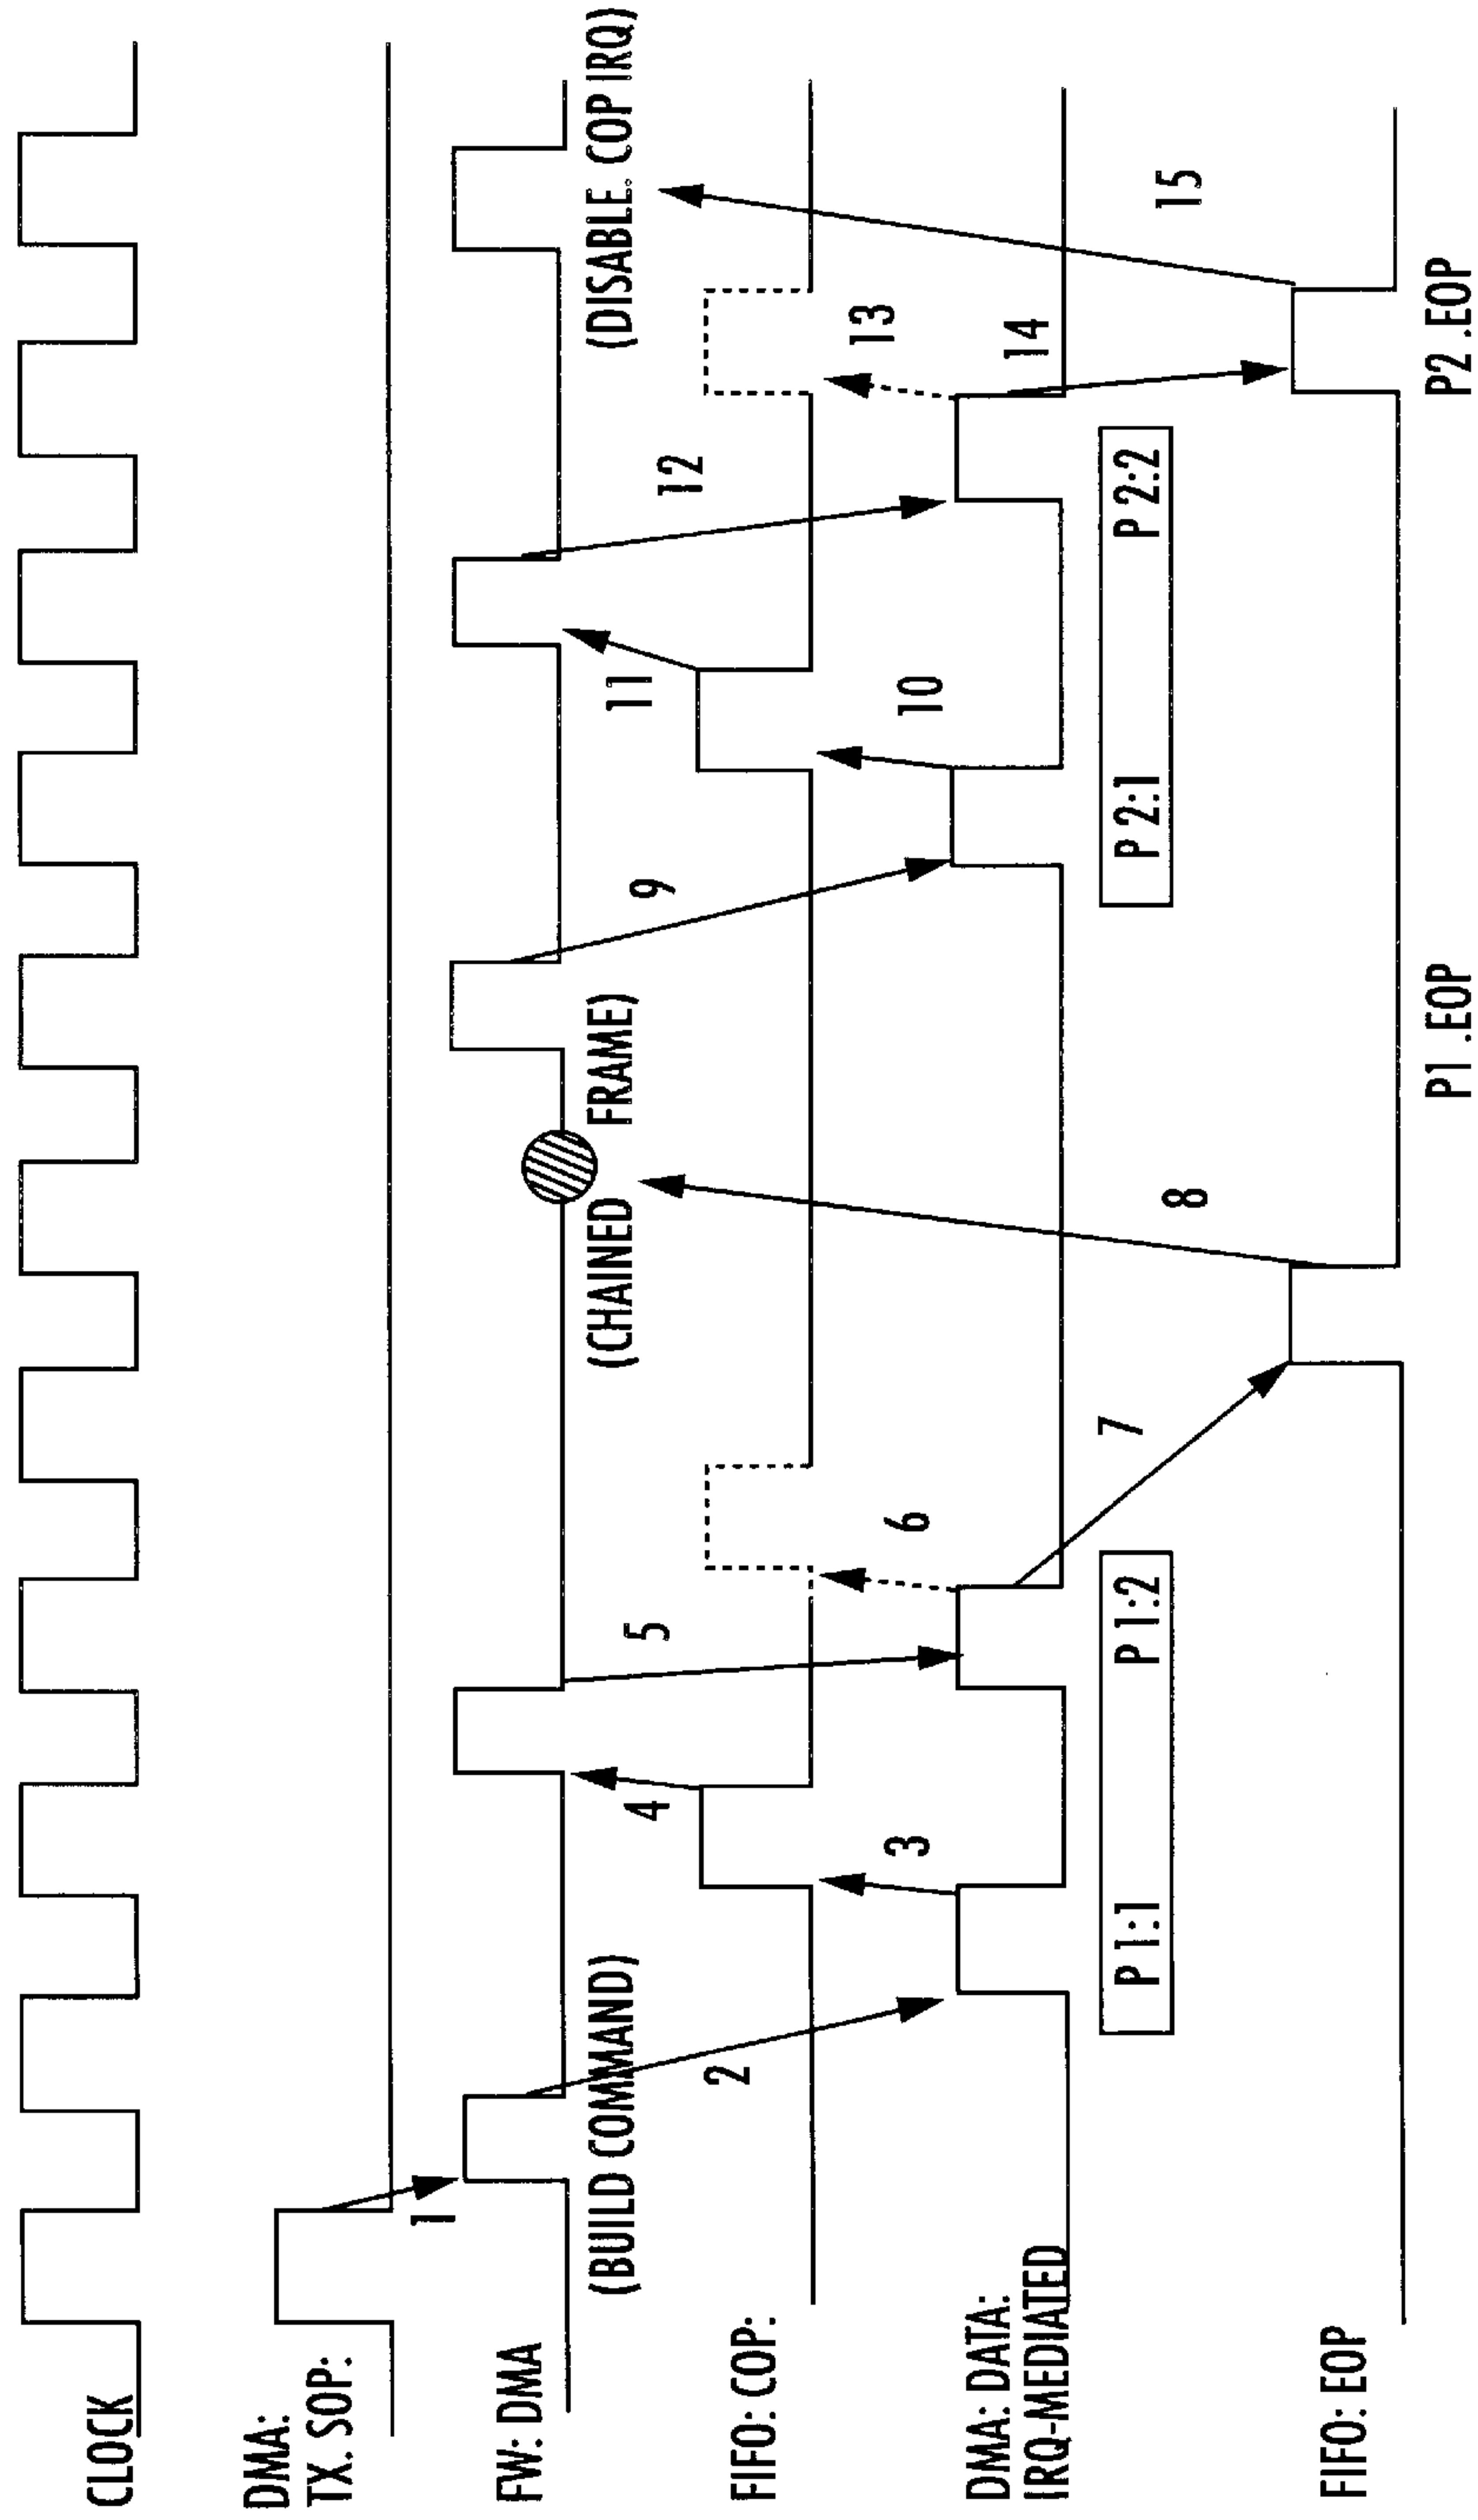 CLOCK
DMA:
TX. SOP:
1
FW: DMA
(BUILD COMMAND)
(CHAINED FRAME)
(DISABLE. COP IRQ)
4
5
11
9
12
FIFO: COP:
2
3
6
10
13
DMA: DATA:
IRQ-MEDIATED
14
P 1:1 P 1:2
P 2:1 P 2:2
7
8
15
FIFO: EOP
P1 .EOP
P2 .EOP